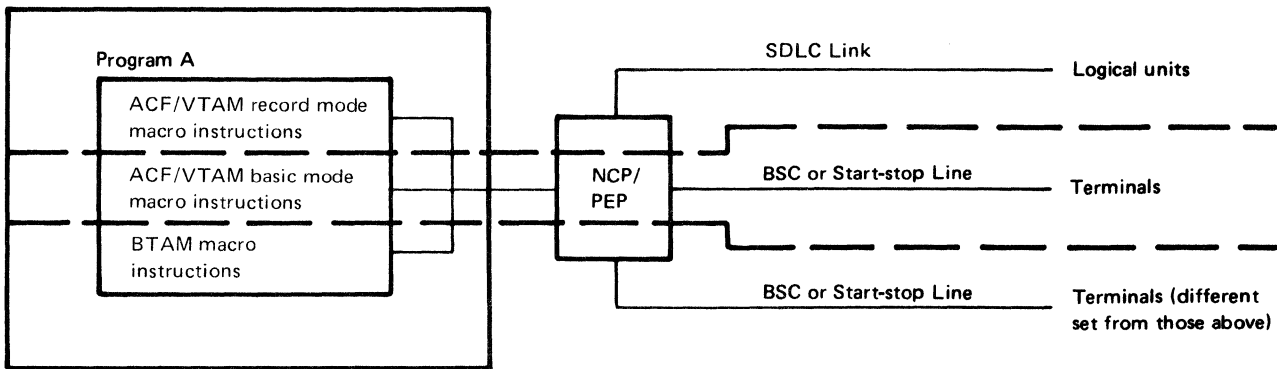 Program A
ACF/VTAM record mode
macro instructions
ACF/VTAM basic mode
macro instructions
BTAM macro
instructions
NCP/
PEP
SDLC Link
Logical units
BSC or Start-stop Line
Terminals
BSC or Start-stop Line
Terminals (different
set from those above)